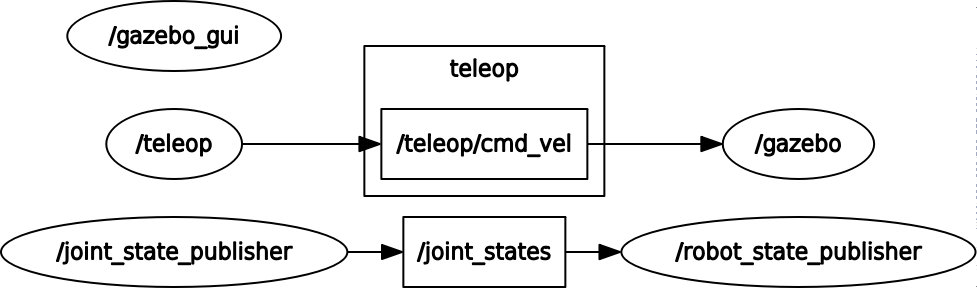 /gazebo_gui
teleop
/teleop
/teleop/cmd_vel
/gazebo
/joint_state_publisher
/joint_states
/robot_state_publisher